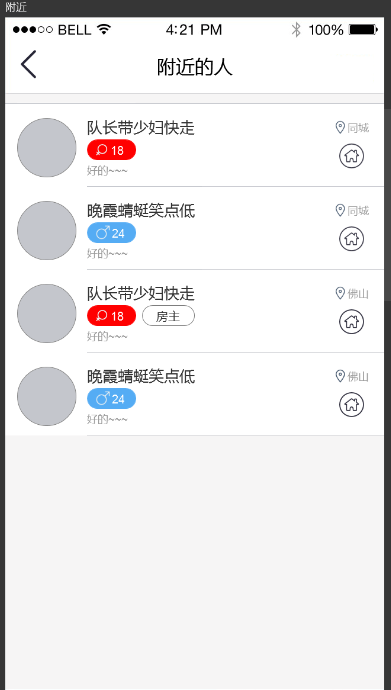 附近
BELL 4:21 PM 100%
附近的人
队长带少妇快走 同城
18
好的~~~
晚霞蜻蜓笑点低 同城
24
好的~~~
队长带少妇快走 佛山
18 房主
好的~~~
晚霞蜻蜓笑点低 佛山
24
好的~~~